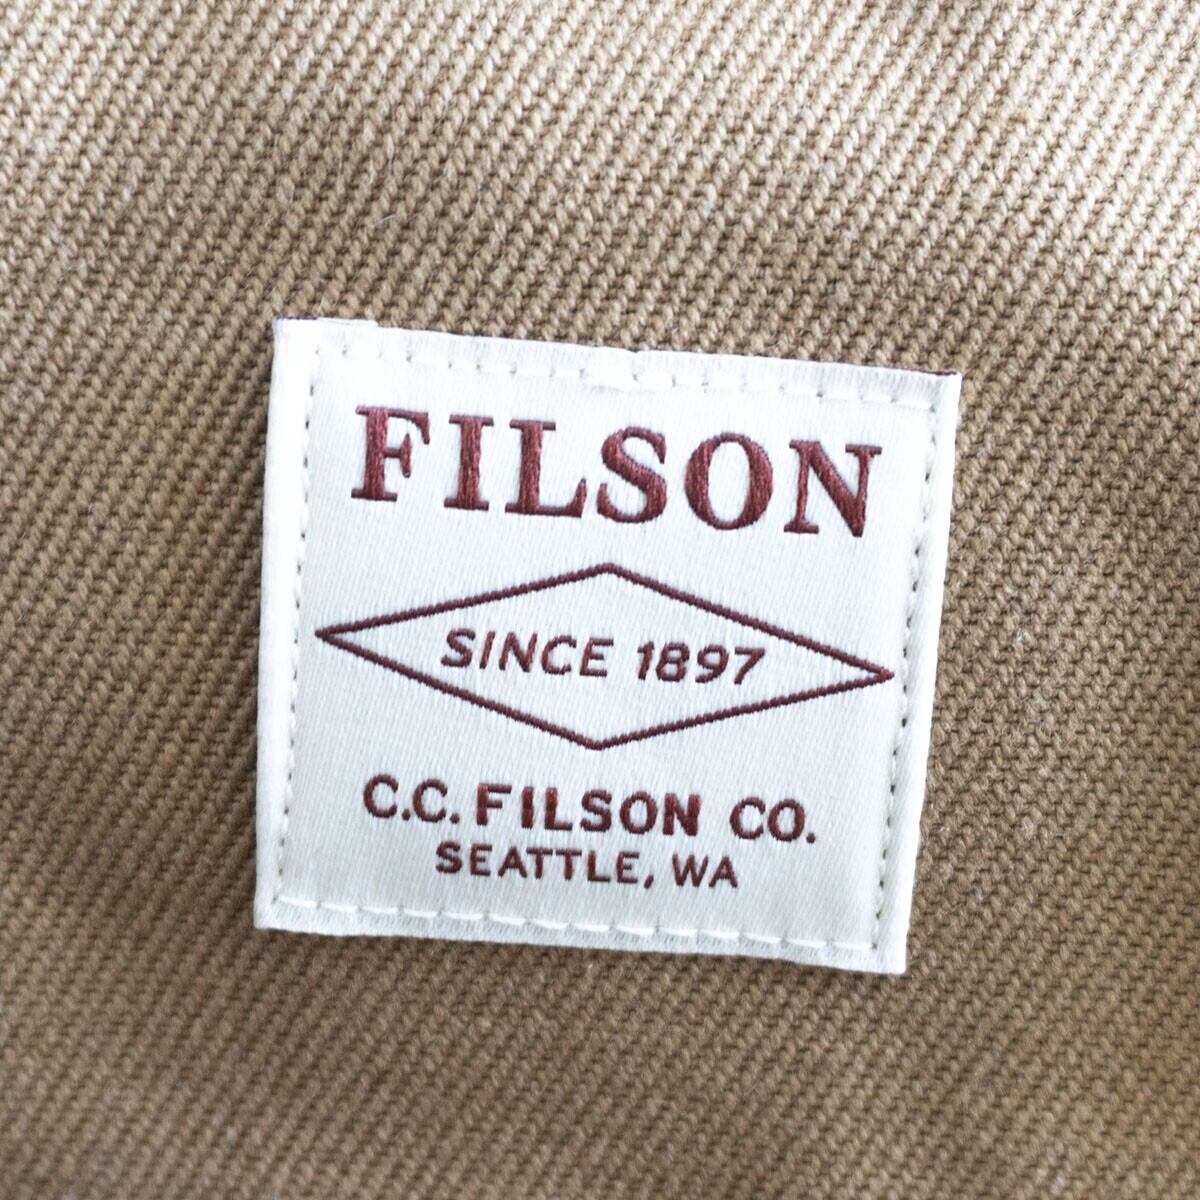 FILSON
SINCE 1897
C.C. FILSON CO.
SEATTLE, WA